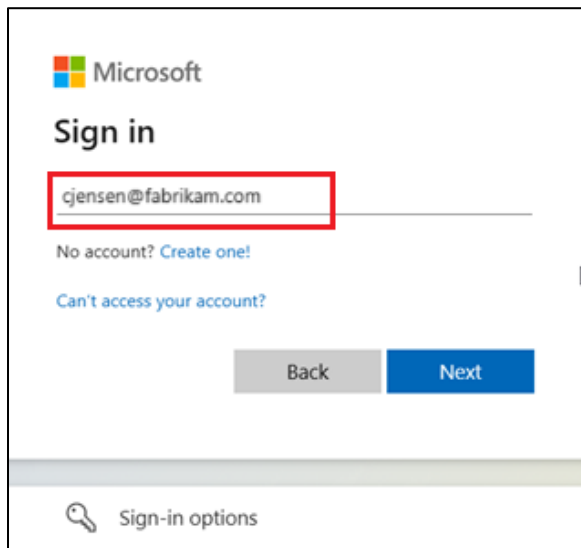 Microsoft
Sign in
cjensen@fabrikam.com
No account? Create one!
Can't access your account?
Back Next
Sign-in options